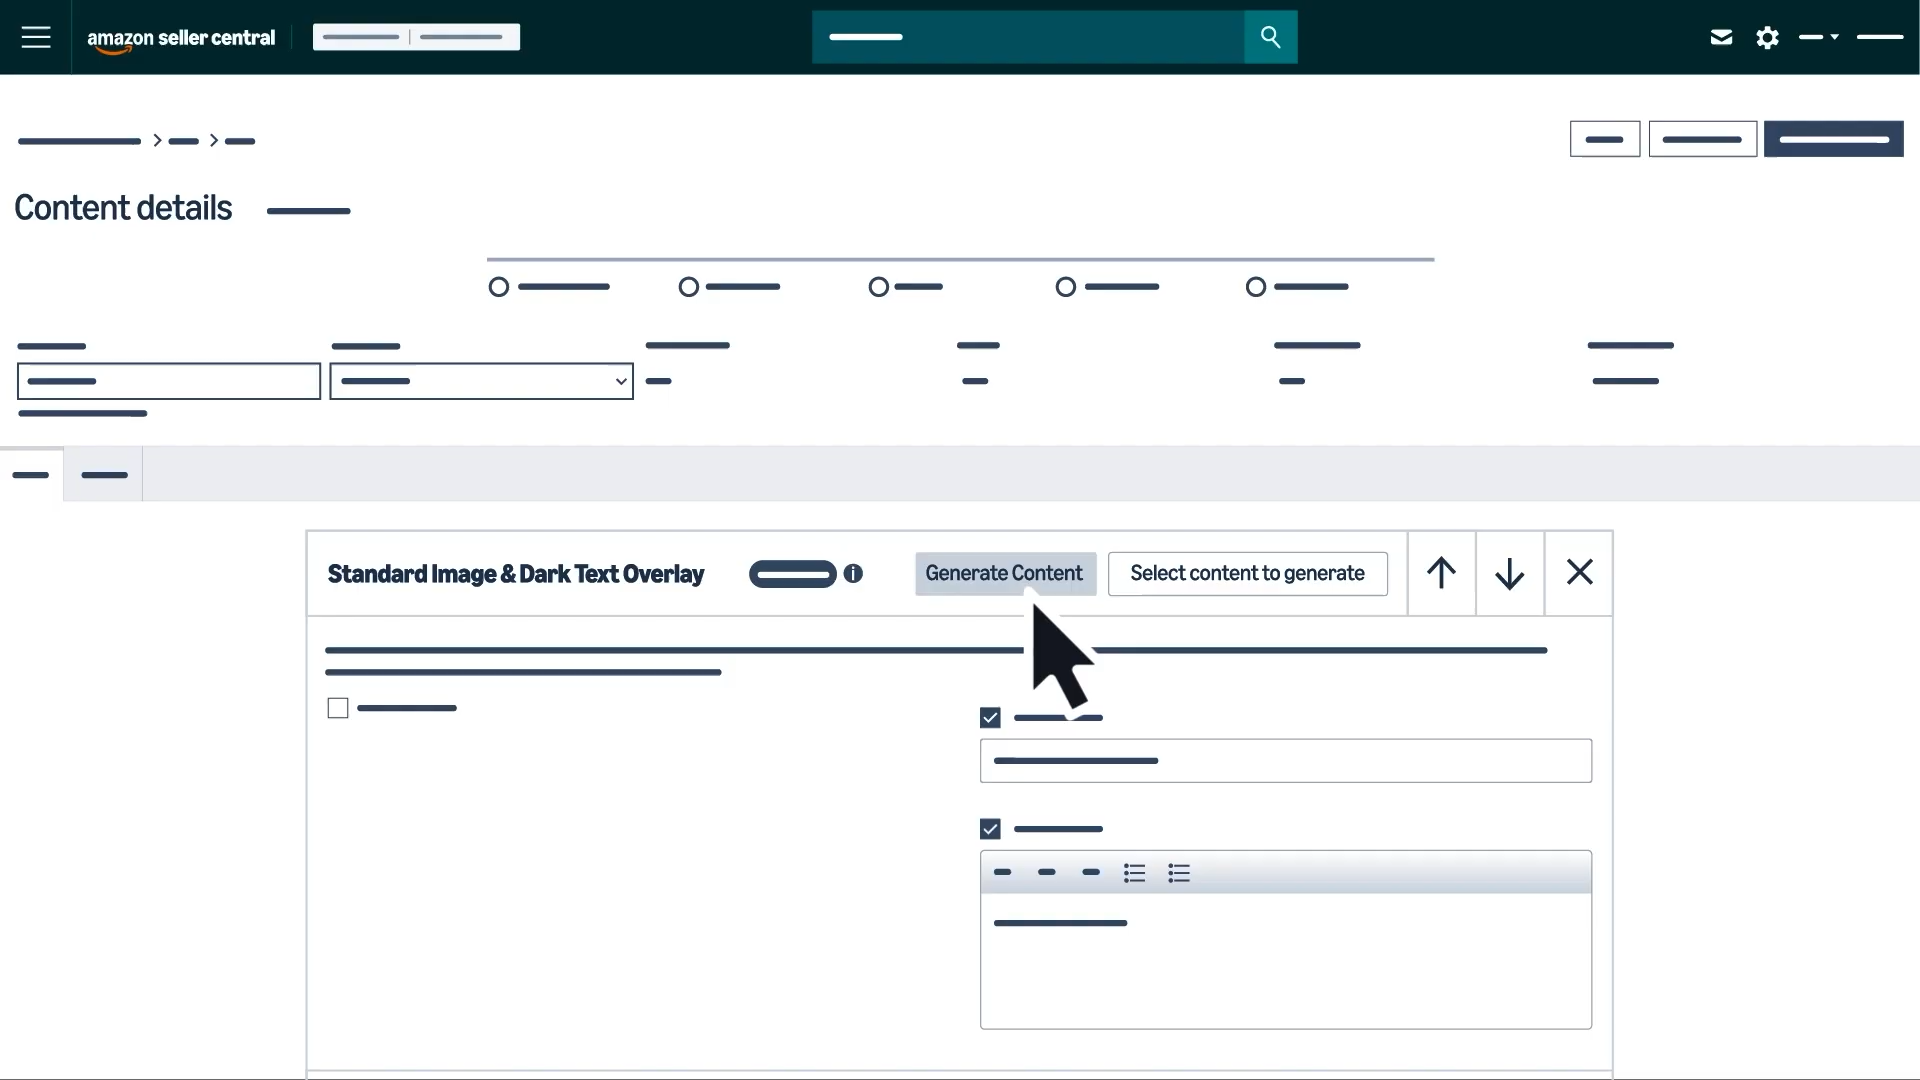 amazon seller central
Content details
Standard Image & Dark Text Overlay
Generate Content
Select content to generate